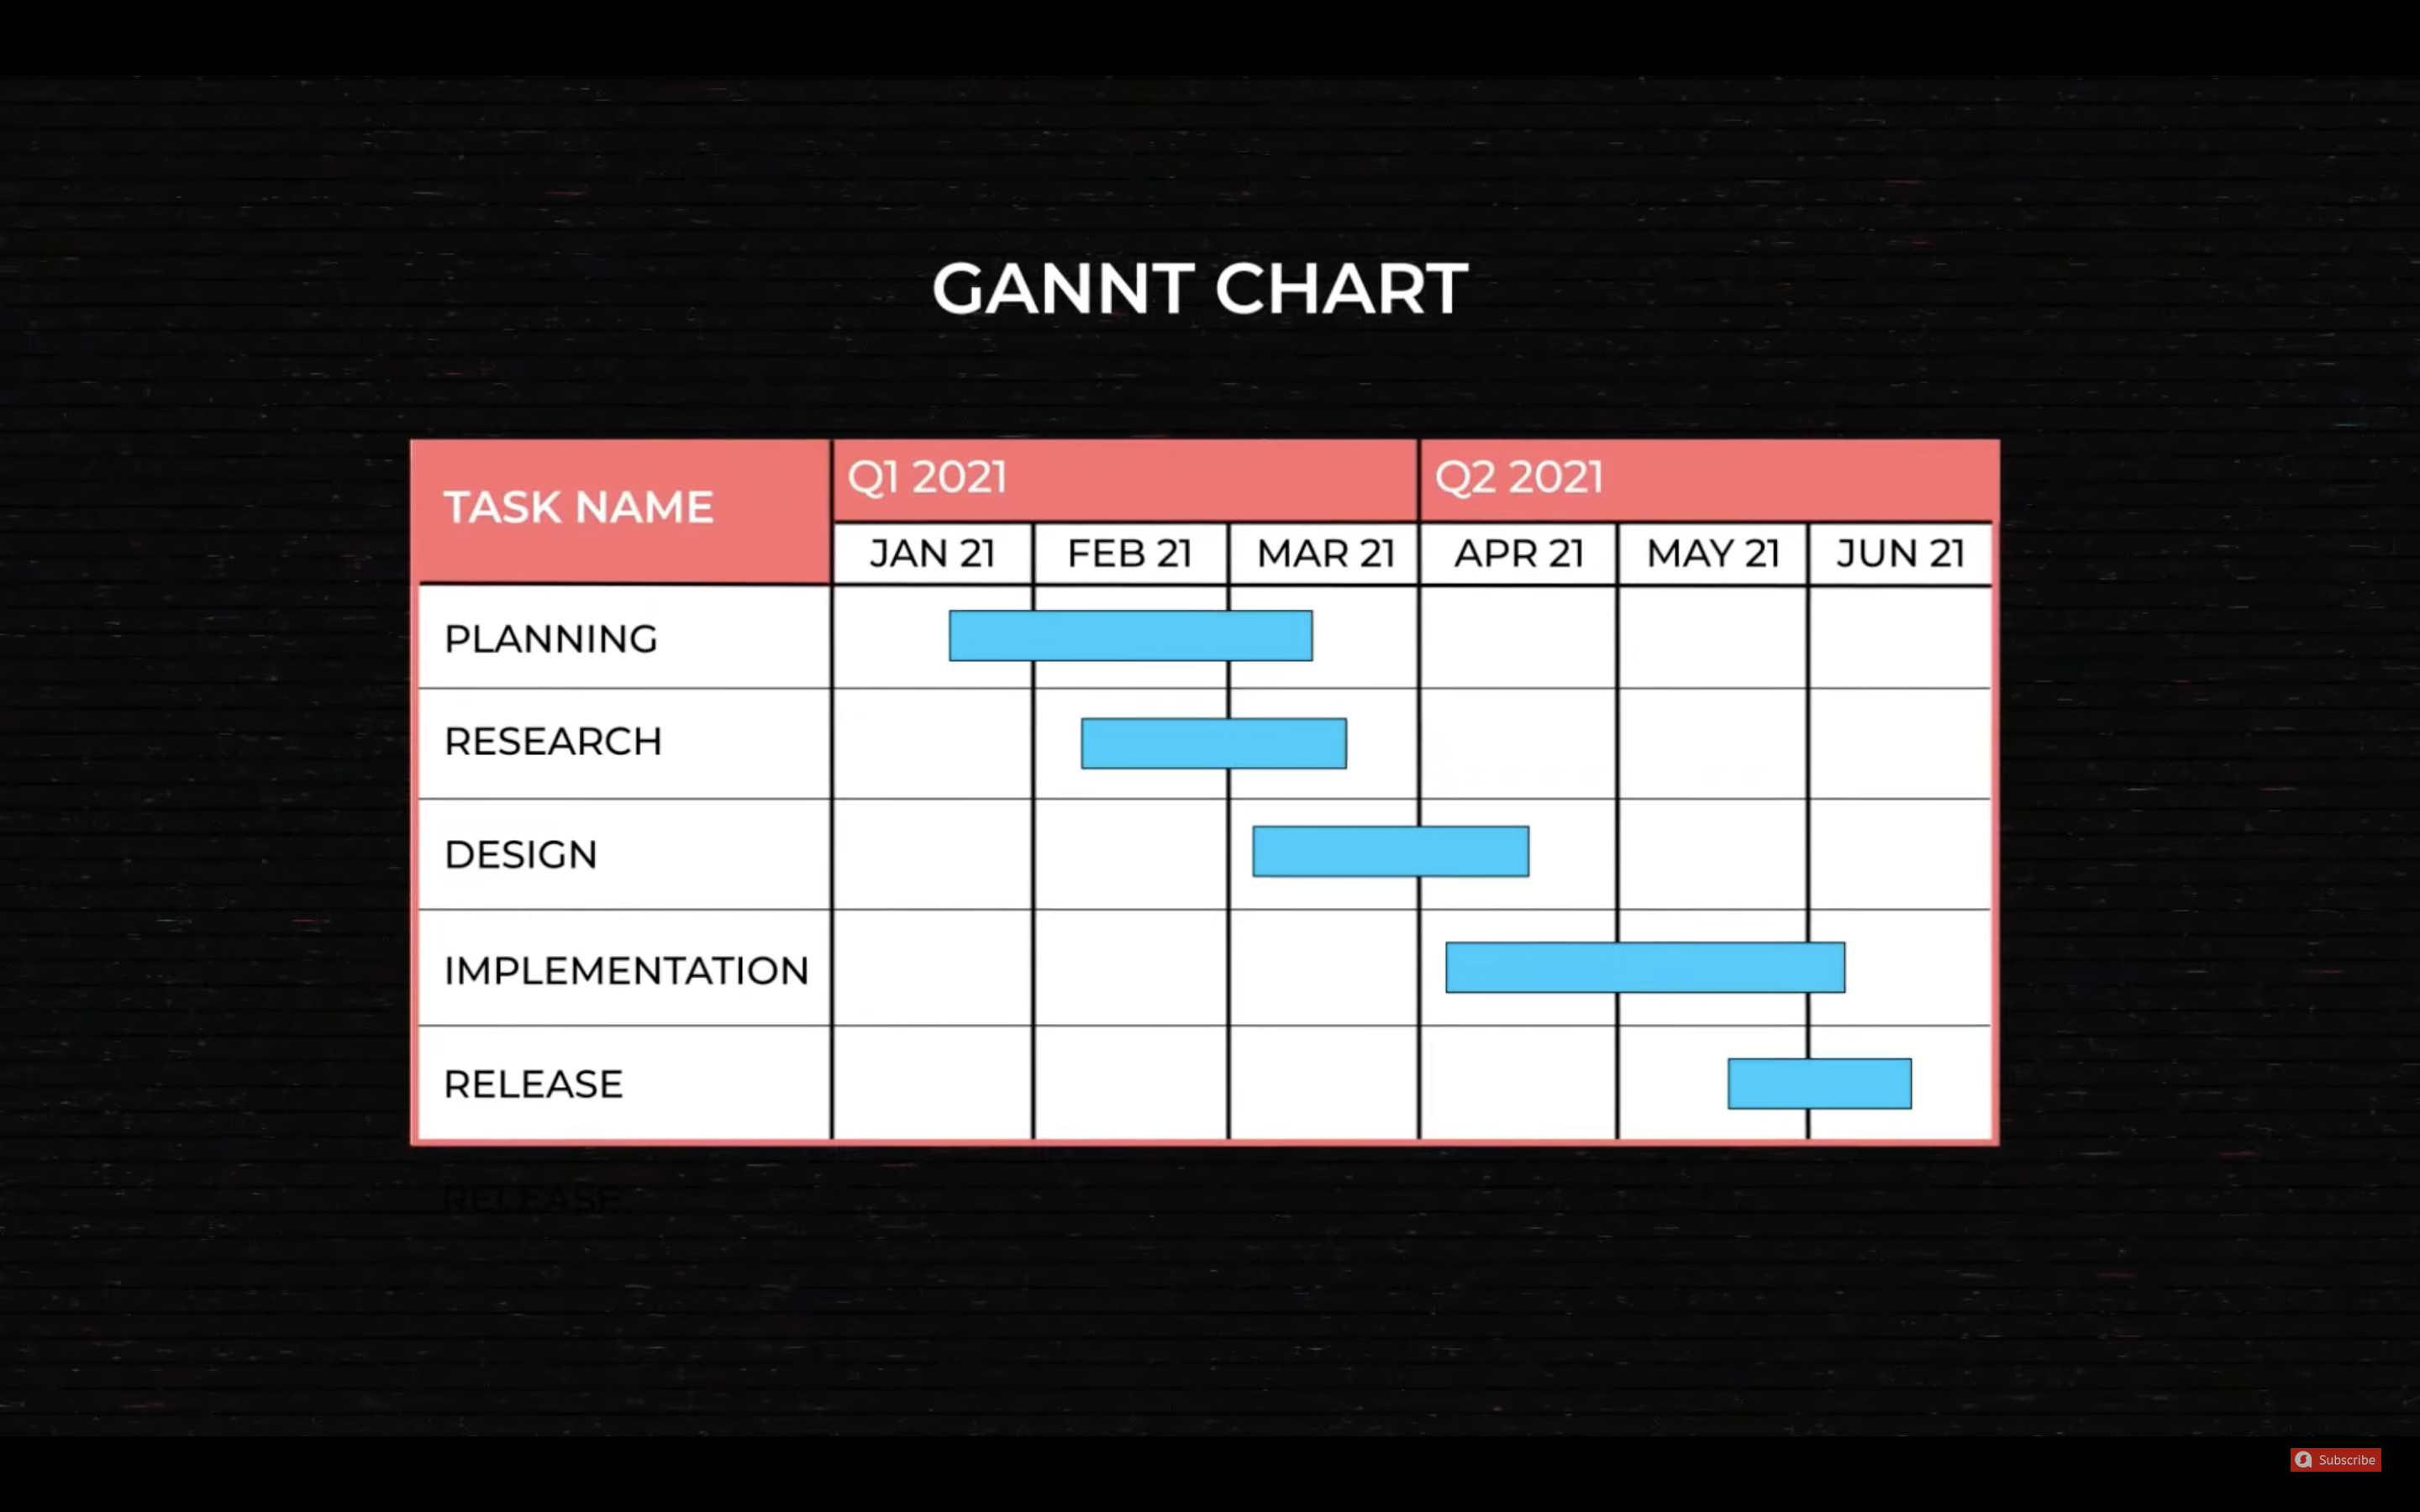 GANNT CHART
TASK NAME
Q1 2021
Q2 2021
JAN 21
FEB 21
MAR 21
APR 21
MAY 21
JUN 21
PLANNING
RESEARCH
DESIGN
IMPLEMENTATION
RELEASE
RELEASE
Subscribe